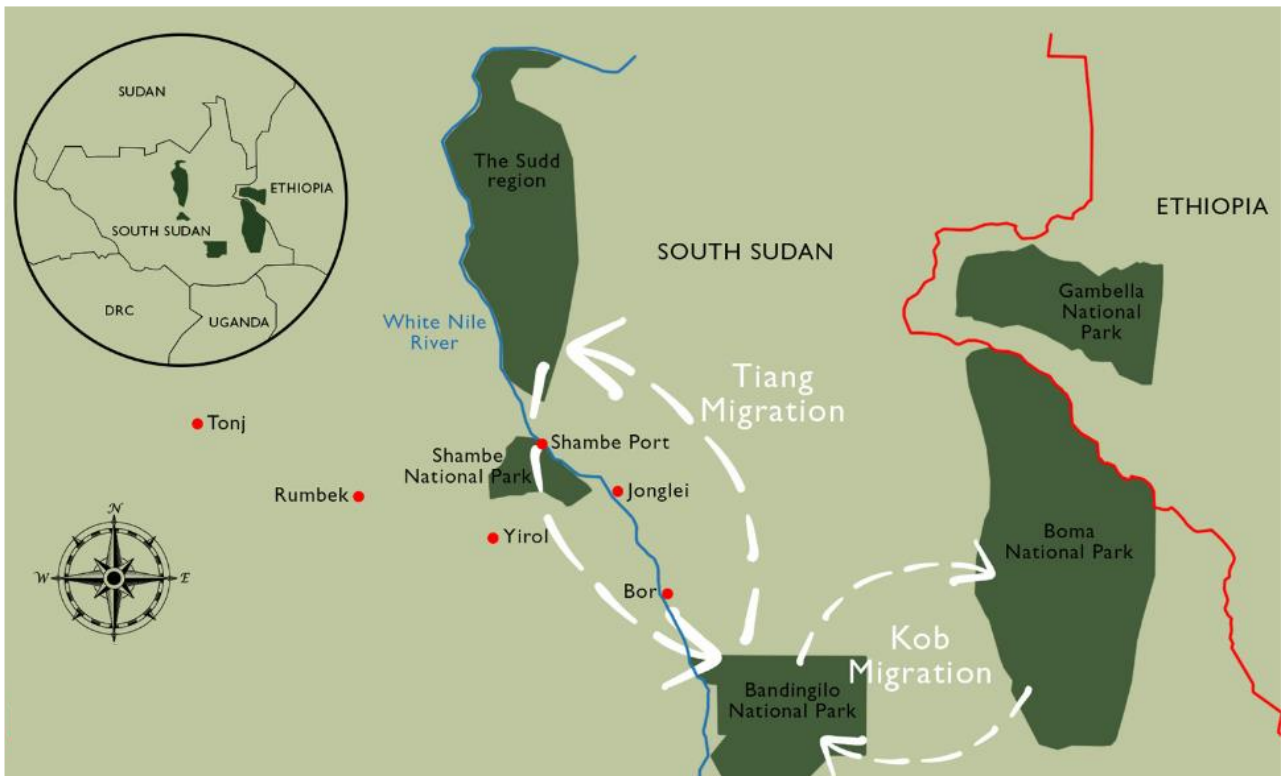 SUDAN
ETHIOPIA
SOUTH SUDAN
DRC
UGANDA
The Sudd
region
SOUTH SUDAN
ETHIOPIA
Gambella
National
Park
White Nile
River
Tiang
Migration
Tonj
Shambe Port
Shambe
National Park
Rumbek
Jonglei
Yirol
Boma
National Park
Bor
Kob
Migration
Bandingilo
National Park
N
W
E
S